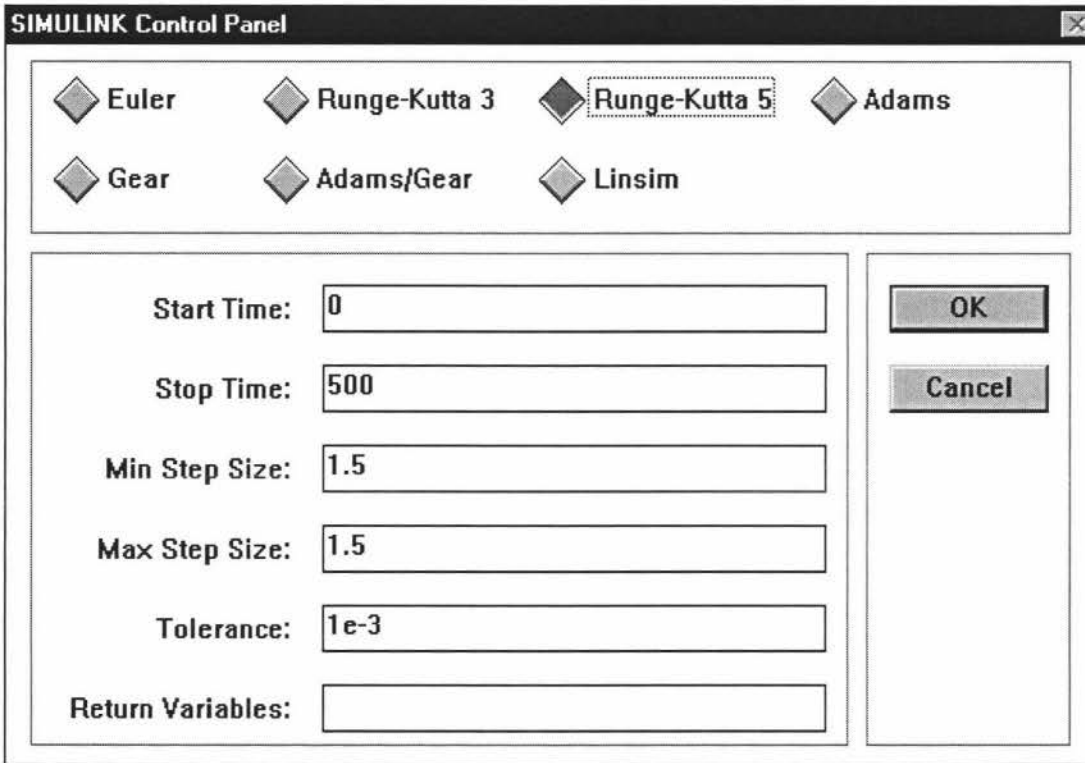 SIMULINK Control Panel
Euler Runge-Kutta 3 Runge-Kutta 5 Adams
Gear Adams/Gear Linsim
Start Time: 0
OK
Stop Time: 500
Cancel
Min Step Size: 1.5
Max Step Size: 1.5
Tolerance: 1e-3
Return Variables: